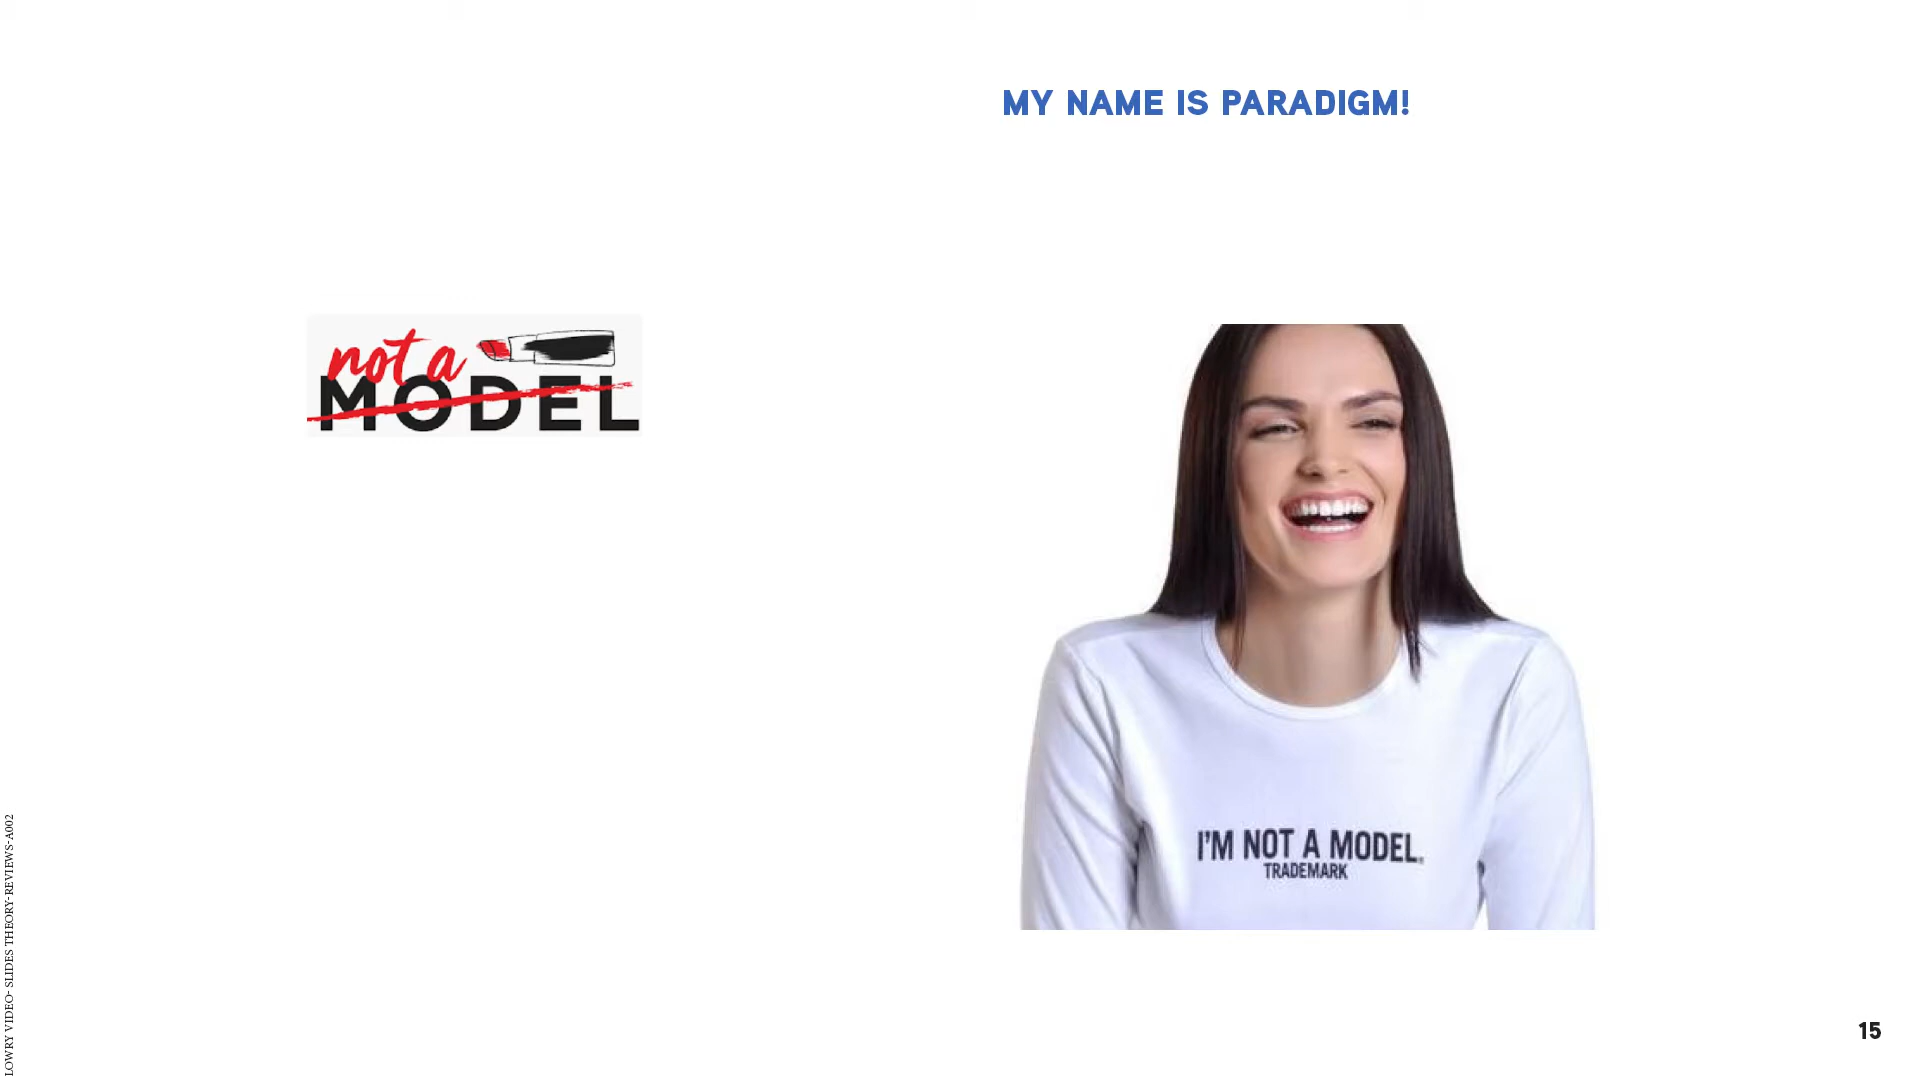 MY NAME IS PARADIGM!
not a
MODEL
I'M NOT A MODEL®
TRADEMARK
LOWRY VIDEO- SLIDES THEORY- REVIEWS-A002
15